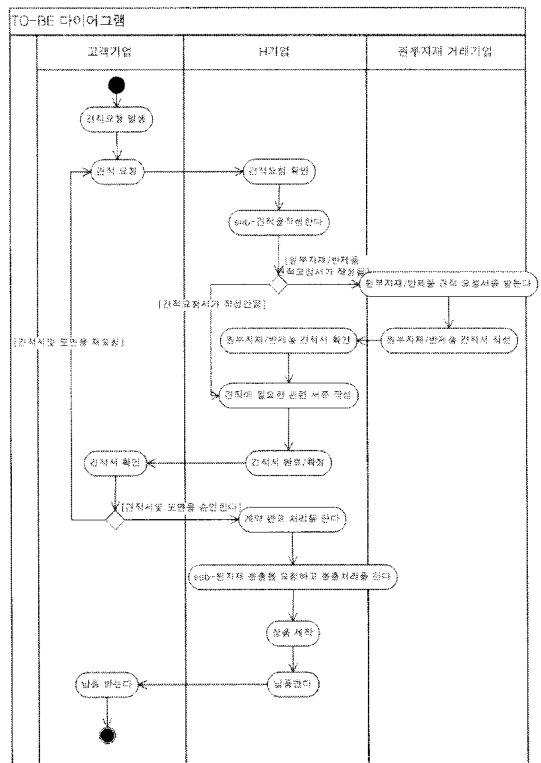 TO-BE 다이어그램
고객기업
H기업
원부자재 거래기업
견적요청 발생
견적 요청
견적요청 확인
sub-견적을작성한다
[원부자재/반제품
견적요청서가 작성됨]
원부자재/반제품 견적 요청서를 받는다
[견적요청서가 작성안됨]
[견적서및 도면을 재요청]
원부자재/반제품 견적서 확인
원부자재/반제품 견적서 작성
견적에 필요한 관련 서류 작성
견적서 확인
견적서 완료/확정
[견적서및 도면을 승인한다]
계약 관련 처리를 한다
sub-원자재 불출을 요청하고 불출처리를 한다
상품 제작
납품 받는다
납품한다